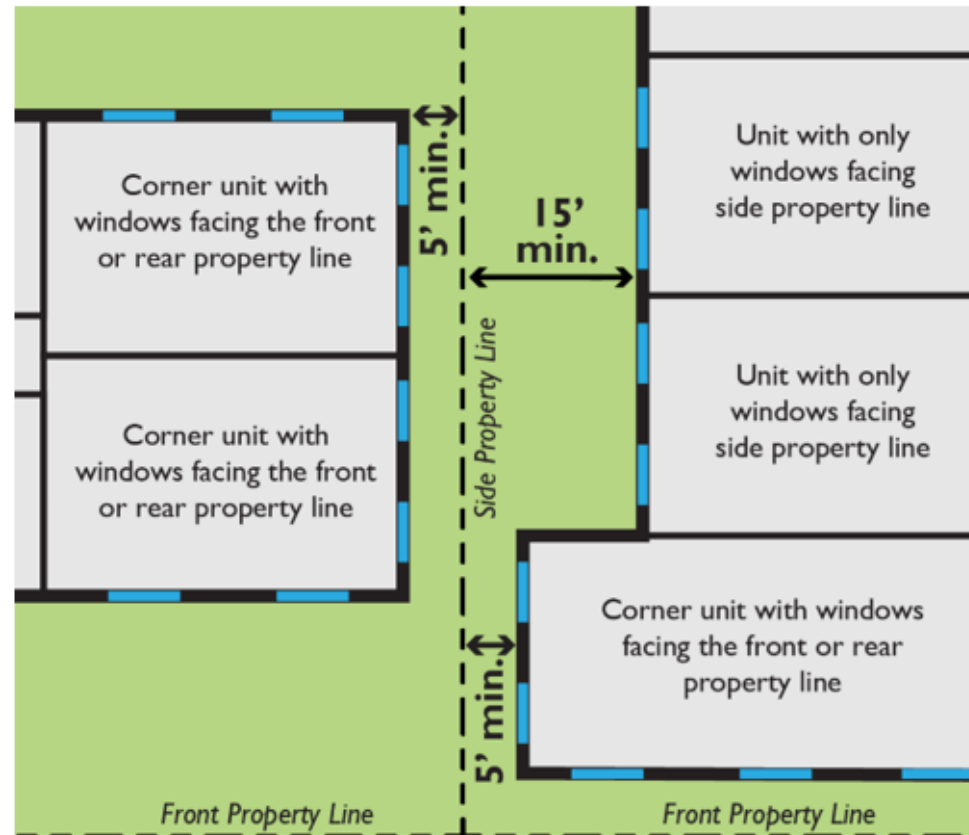 Corner unit with
windows facing the front
or rear property line
5’ min.
Corner unit with
windows facing the front
or rear property line
Side Property Line
15’
min.
Unit with only
windows facing
side property line
Unit with only
windows facing
side property line
Corner unit with windows
facing the front or rear
property line
5’ min.
Front Property Line
Front Property Line